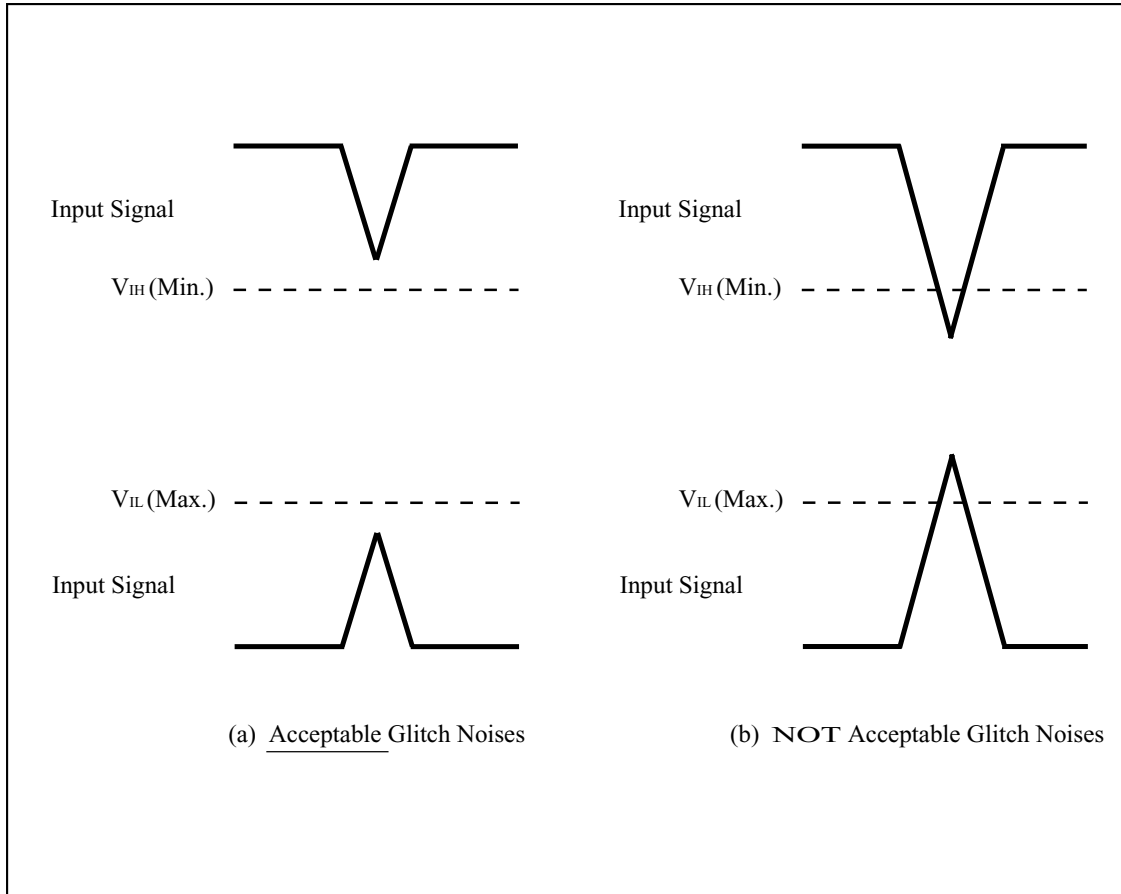 Input Signal
VIH (Min.)
VIL (Max.)
Input Signal
(a) Acceptable Glitch Noises
Input Signal
VIH (Min.)
VIL (Max.)
Input Signal
(b) NOT Acceptable Glitch Noises